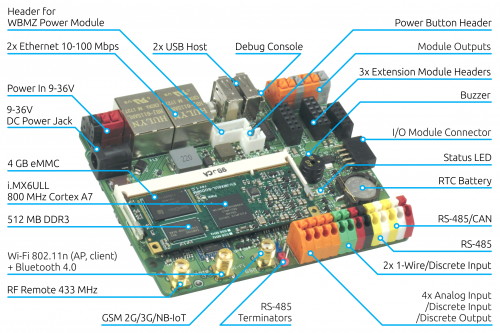 Header for
WBMZ Power Module
2x Ethernet 10-100 Mbps
2x USB Host
Debug Console
Power Button Header
Module Outputs
3x Extension Module Headers
Buzzer
I/O Module Connector
Status LED
RTC Battery
RS-485/CAN
RS-485
2x 1-Wire/Discrete Input
4x Analog Input
/Discrete Input
/Discrete Output
Power In 9-36V
9-36V
DC Power Jack
4 GB eMMC
i.MX6ULL
800 MHz Cortex A7
512 MB DDR3
Wi-Fi 802.11n (AP, client)
+ Bluetooth 4.0
RF Remote 433 MHz
GSM 2G/3G/NB-IoT
RS-485
Terminators